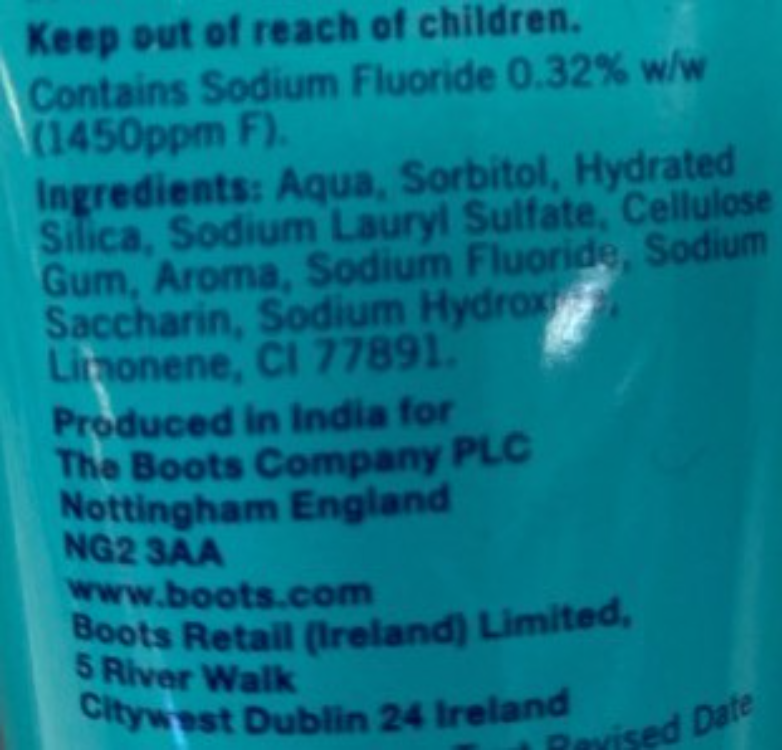 Keep out of reach of children.
Contains Sodium Fluoride 0.32% w/w
(1450ppm F).
Ingredients: Aqua, Sorbitol, Hydrated
Silica, Sodium Lauryl Sulfate, Cellulose
Gum, Aroma, Sodium Fluoride, Sodium
Saccharin, Sodium Hydroxide,
Limonene, CI 77891.
Produced in India for
The Boots Company PLC
Nottingham England
NG2 3AA
www.boots.com
Boots Retail (Ireland) Limited,
5 River Walk
Citywest Dublin 24 Ireland
Revised Date